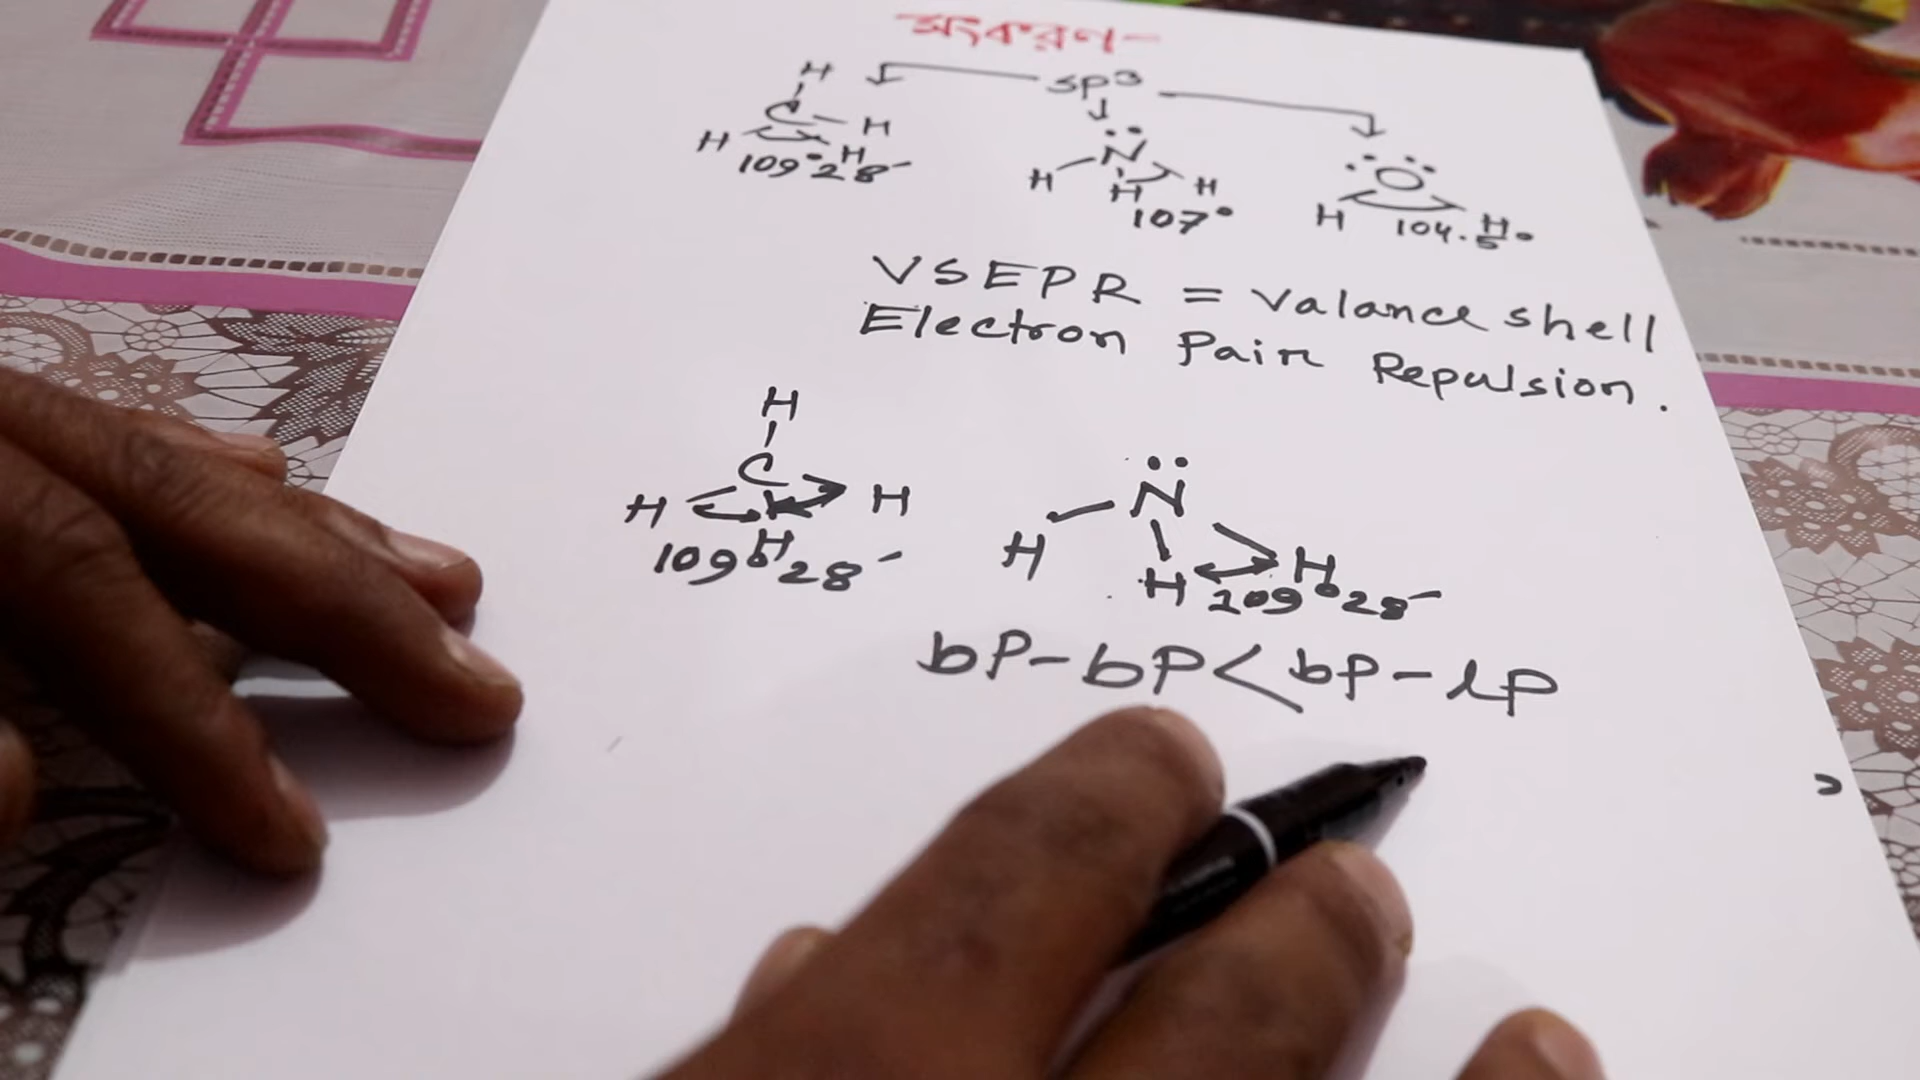 সংকরণ-
SP³
H
C - H
H H
109°28-
N
H H H
107°
O
H H
104.5°
VSEPR = Valance shell
Electron Pair Repulsion.
H
C
H H
H
109°28-
N
H
H H
109°28-
bP-bP<bP-lP